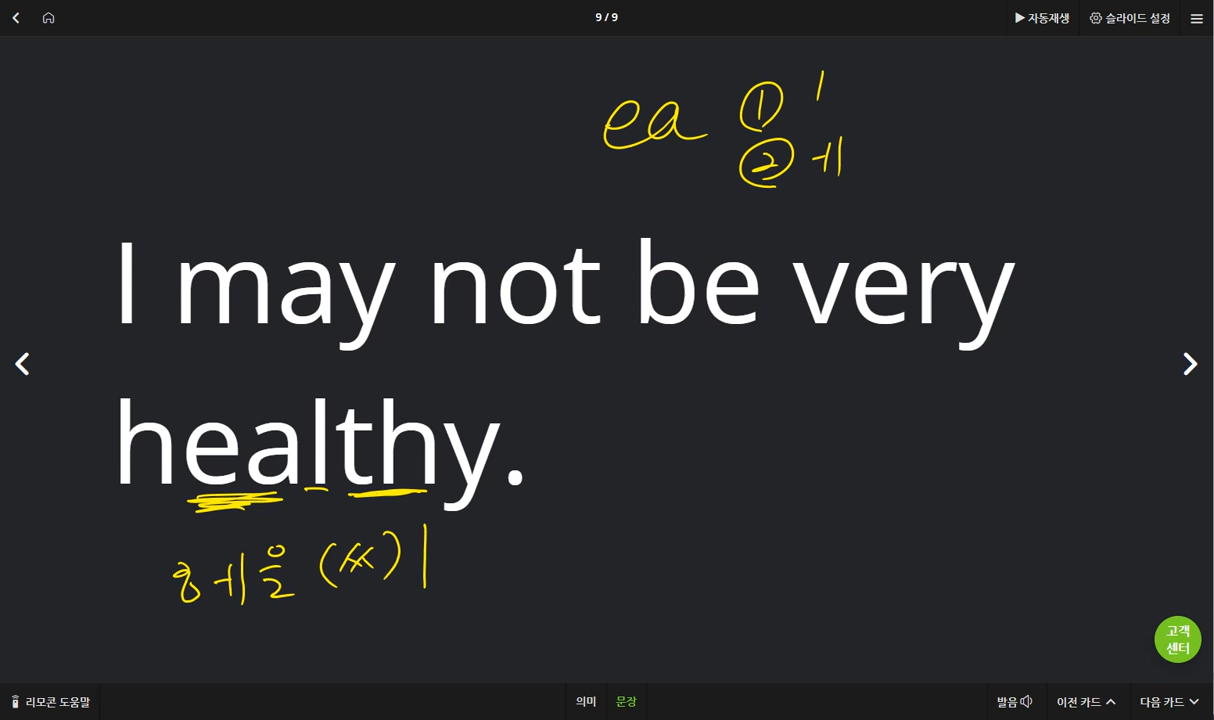 9 / 9
자동재생
슬라이드 설정
ea ① ㅣ
② ㅔ
I may not be very
healthy.
헤을 (ㅆ)ㅣ
고객
센터
리모콘 도움말
의미
문장
발음
이전 카드
다음 카드